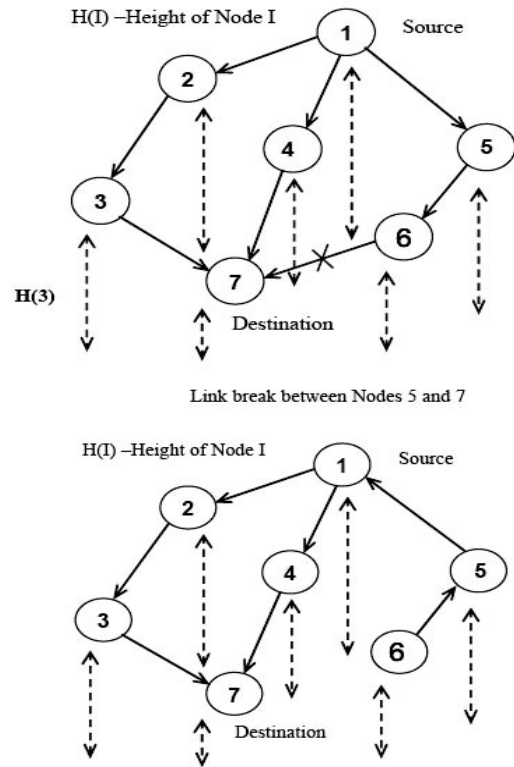 H(I) –Height of Node I
1
Source
2
4
5
3
6
7
H(3)
Destination
Link break between Nodes 5 and 7
H(I) –Height of Node I
1
Source
2
4
5
3
6
7
Destination